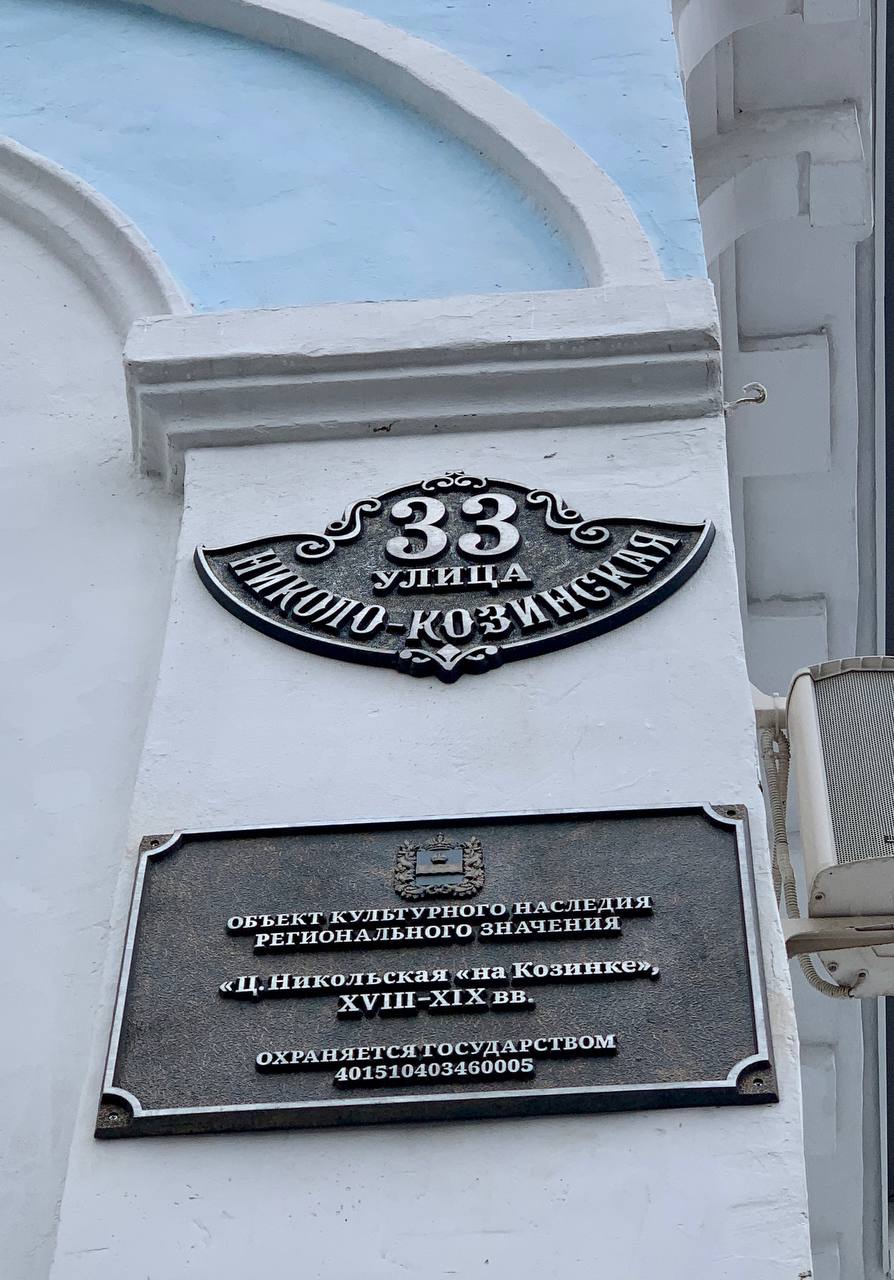 33
УЛИЦА
НИКОЛО-КОЗИНСКАЯ
ОБЪЕКТ КУЛЬТУРНОГО НАСЛЕДИЯ
РЕГИОНАЛЬНОГО ЗНАЧЕНИЯ
«Ц.Никольская «на Козинке»,
XVIII–XIX вв.
ОХРАНЯЕТСЯ ГОСУДАРСТВОМ
401510403460005